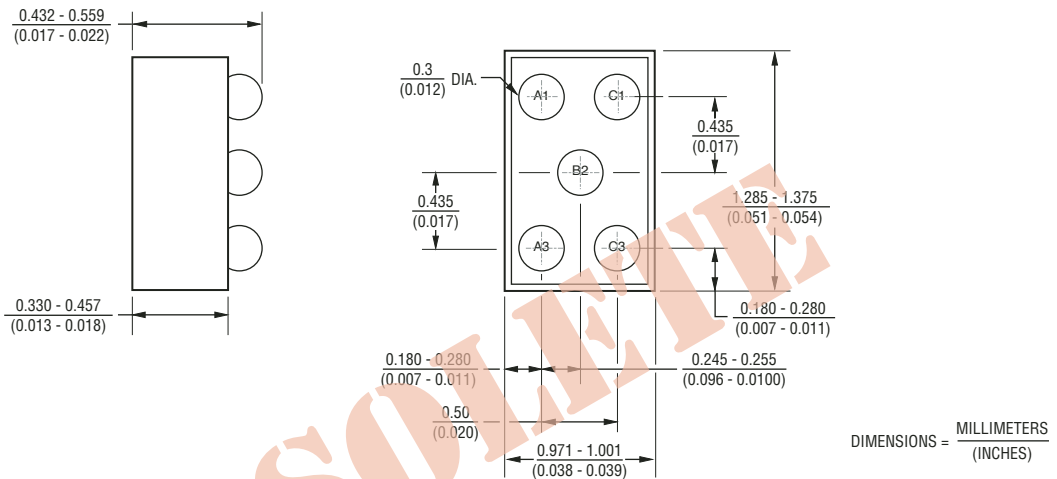 0.432 - 0.559
(0.017 - 0.022)
0.3
(0.012) DIA.
A1
C1
0.435
(0.017)
B2
0.435
(0.017)
1.285 - 1.375
(0.051 - 0.054)
A3
C3
0.330 - 0.457
(0.013 - 0.018)
0.180 - 0.280
(0.007 - 0.011)
0.180 - 0.280
(0.007 - 0.011)
0.245 - 0.255
(0.096 - 0.0100)
0.50
(0.020)
0.971 - 1.001
(0.038 - 0.039)
DIMENSIONS = MILLIMETERS
(INCHES)
SOLETE